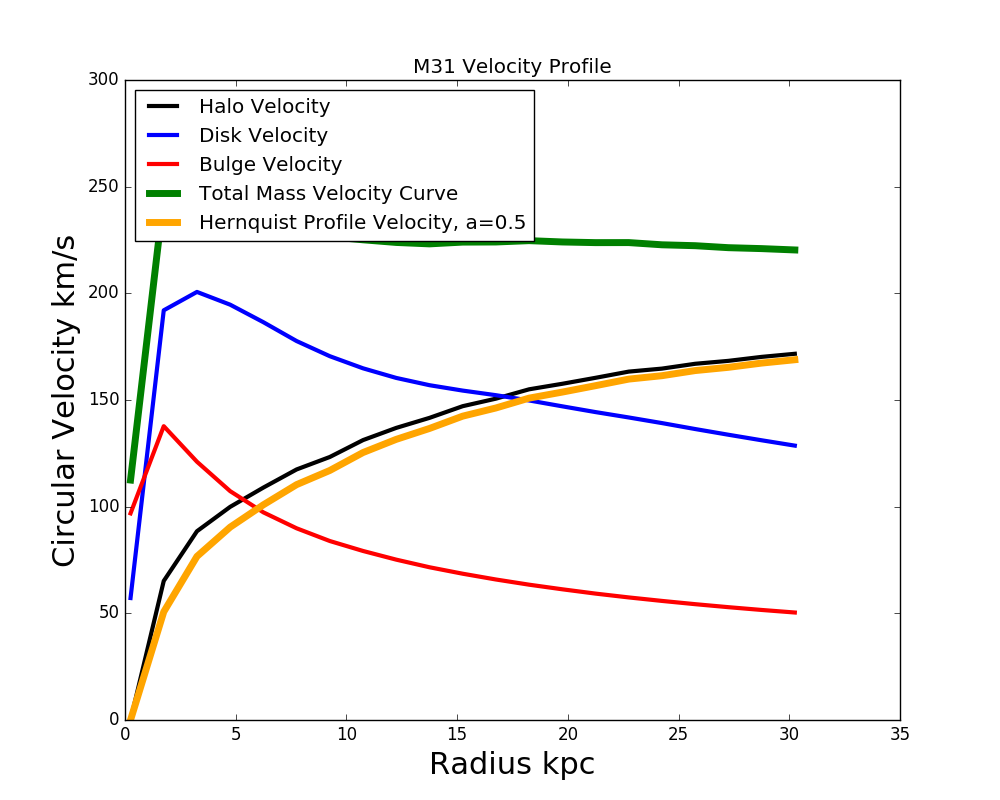 M31 Velocity Profile
300
250
200
150
100
50
0
Circular Velocity km/s
Halo Velocity
Disk Velocity
Bulge Velocity
Total Mass Velocity Curve
Hernquist Profile Velocity, a=0.5
0 5 10 15 20 25 30 35
Radius kpc